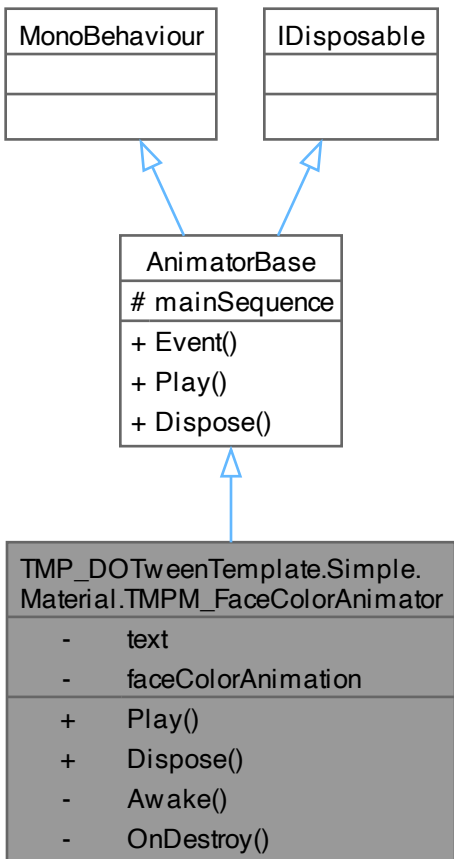 MonoBehaviour
IDisposable
AnimatorBase
# mainSequence
+ Event()
+ Play()
+ Dispose()
TMP_DOTweenTemplate.Simple.
Material.TMPM_FaceColorAnimator
- text
- faceColorAnimation
+ Play()
+ Dispose()
- Awake()
- OnDestroy()